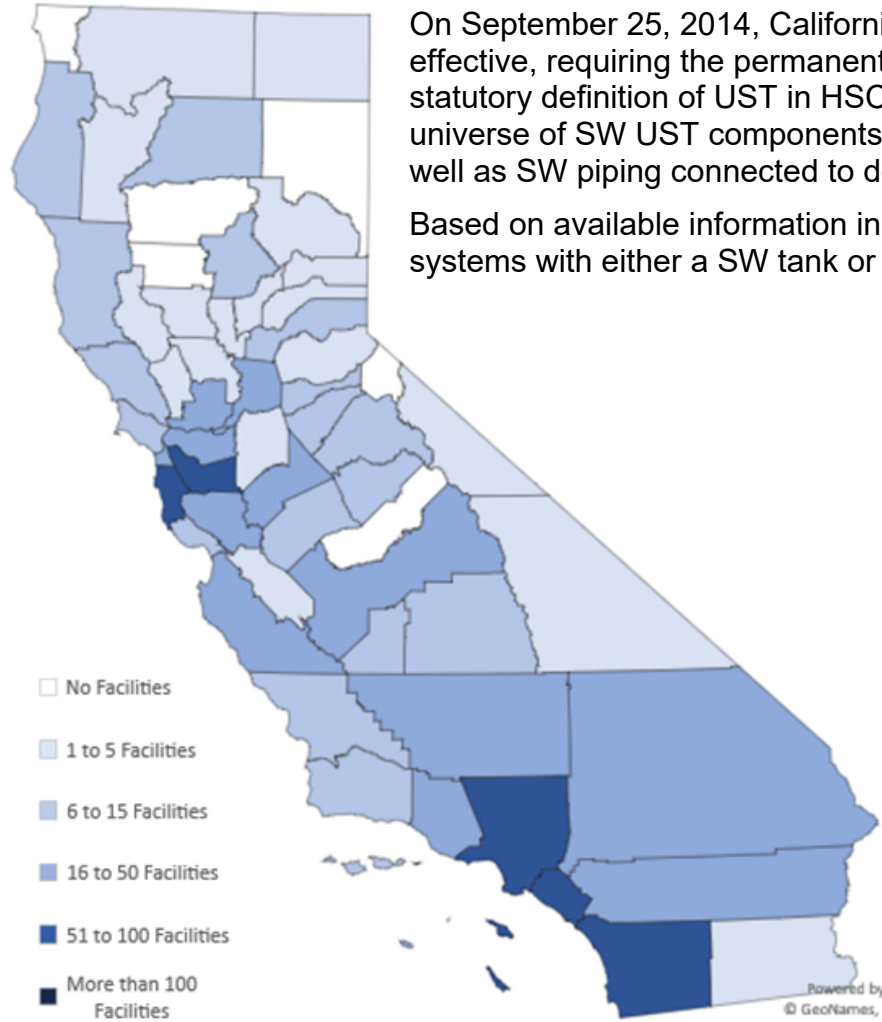 On September 25, 2014, Californi
effective, requiring the permanent
statutory definition of UST in HSC
universe of SW UST components
well as SW piping connected to d
Based on available information in
systems with either a SW tank or
No Facilities
1 to 5 Facilities
6 to 15 Facilities
16 to 50 Facilities
51 to 100 Facilities
More than 100
Facilities
Powered by
© GeoNames,